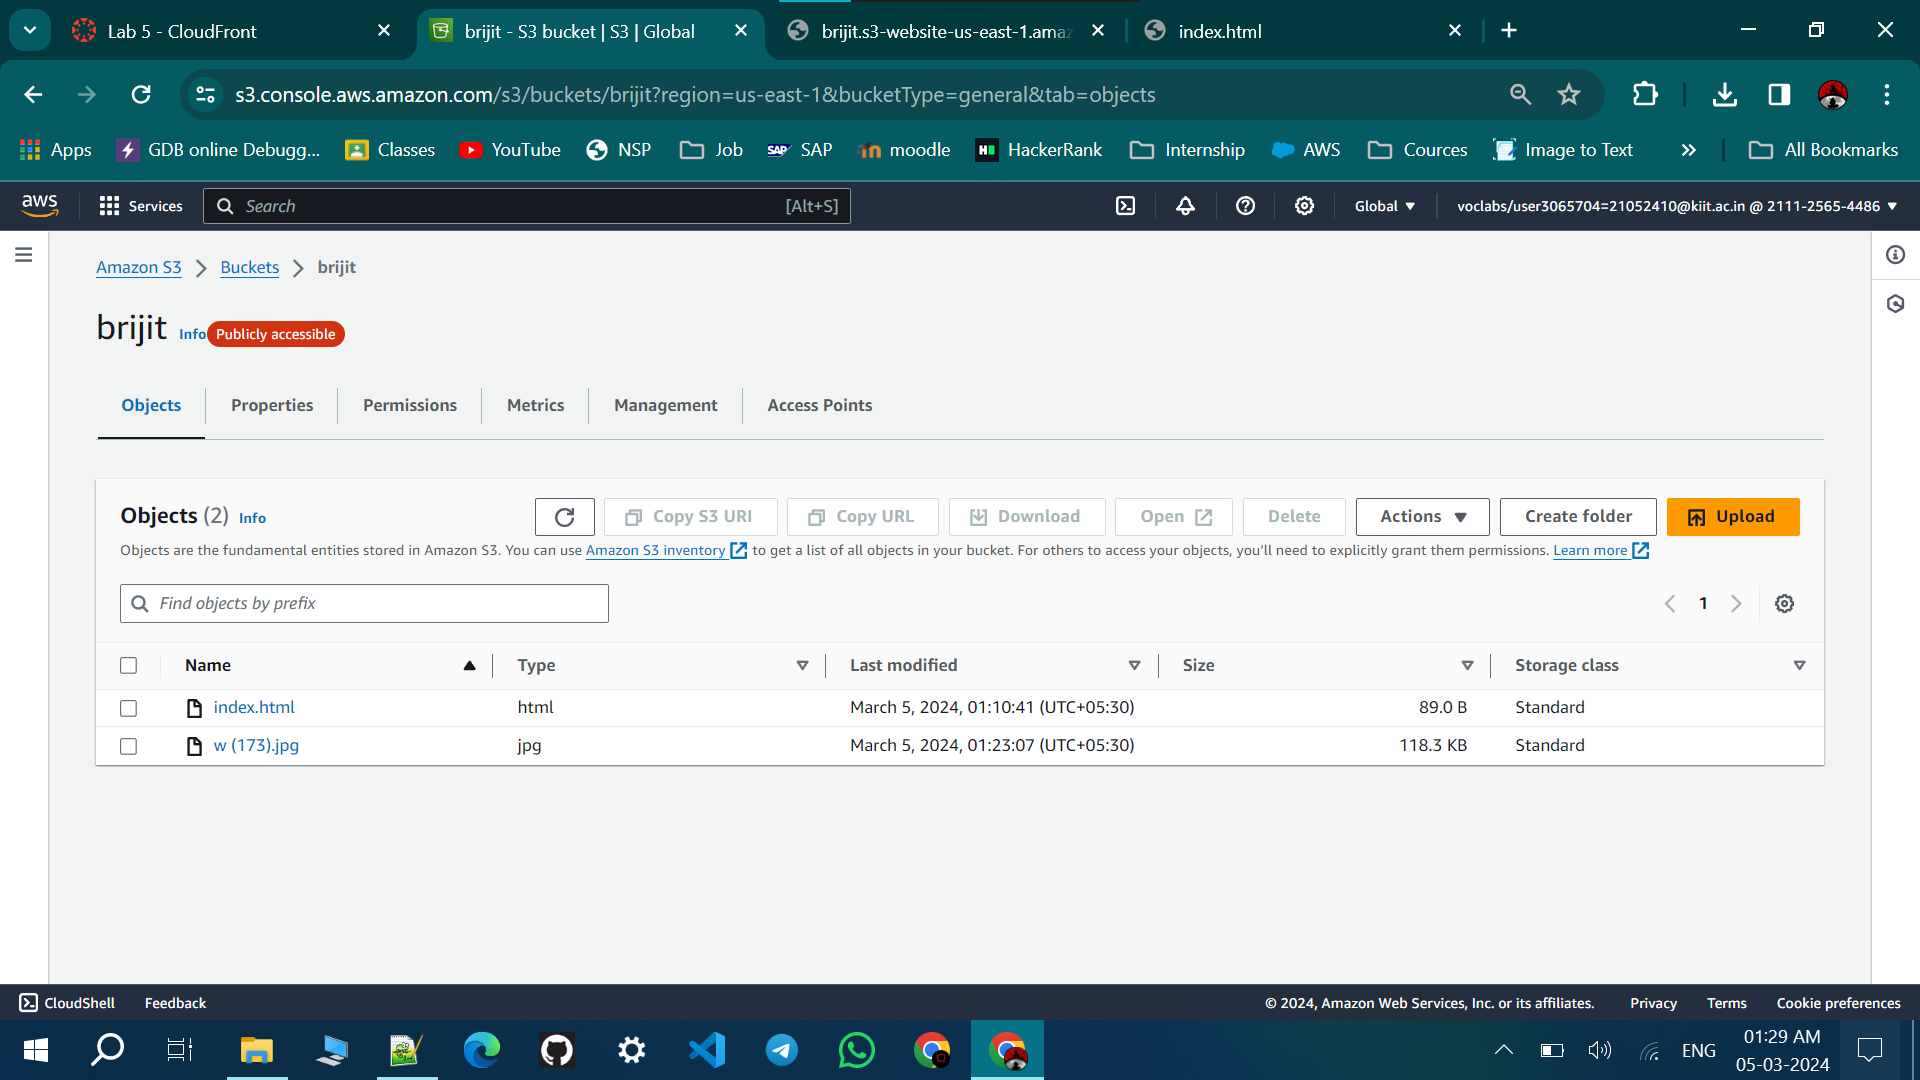 Lab 5 - CloudFront
brijit - S3 bucket | S3 | Global
brijit.s3-website-us-east-1.amaz
index.html
s3.console.aws.amazon.com/s3/buckets/brijit?region=us-east-1&bucketType=general&tab=objects
Apps
GDB online Debugg...
Classes
YouTube
NSP
Job
SAP SAP
moodle
HackerRank
Internship
AWS
Cources
Image to Text
All Bookmarks
aws
Services
Search
[Alt+S]
Global
voclabs/user3065704=21052410@kiit.ac.in @ 2111-2565-4486
Amazon S3 > Buckets > brijit
brijit Info Publicly accessible
Objects
Properties
Permissions
Metrics
Management
Access Points
Objects (2) Info
Copy S3 URI
Copy URL
Download
Open
Delete
Actions
Create folder
Upload
Objects are the fundamental entities stored in Amazon S3. You can use Amazon S3 inventory to get a list of all objects in your bucket. For others to access your objects, you'll need to explicitly grant them permissions. Learn more
Find objects by prefix
1
Name Type Last modified Size Storage class
index.html html March 5, 2024, 01:10:41 (UTC+05:30) 89.0 B Standard
w (173).jpg jpg March 5, 2024, 01:23:07 (UTC+05:30) 118.3 KB Standard
CloudShell
Feedback
© 2024, Amazon Web Services, Inc. or its affiliates.
Privacy
Terms
Cookie preferences
ENG
01:29 AM
05-03-2024